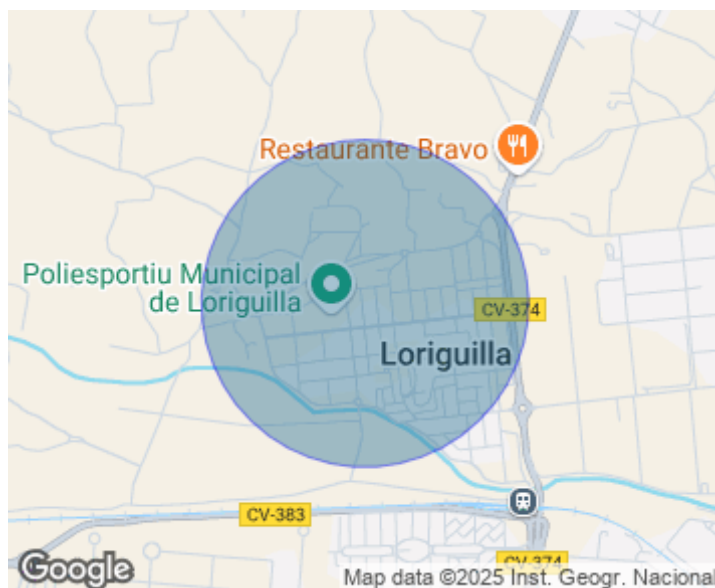 Restaurante Bravo
Poliesportiu Municipal
de Loriguilla
CV-374
Loriguilla
CV-383
CV-374
Google
Map data ©2025 Inst. Geogr. Nacional